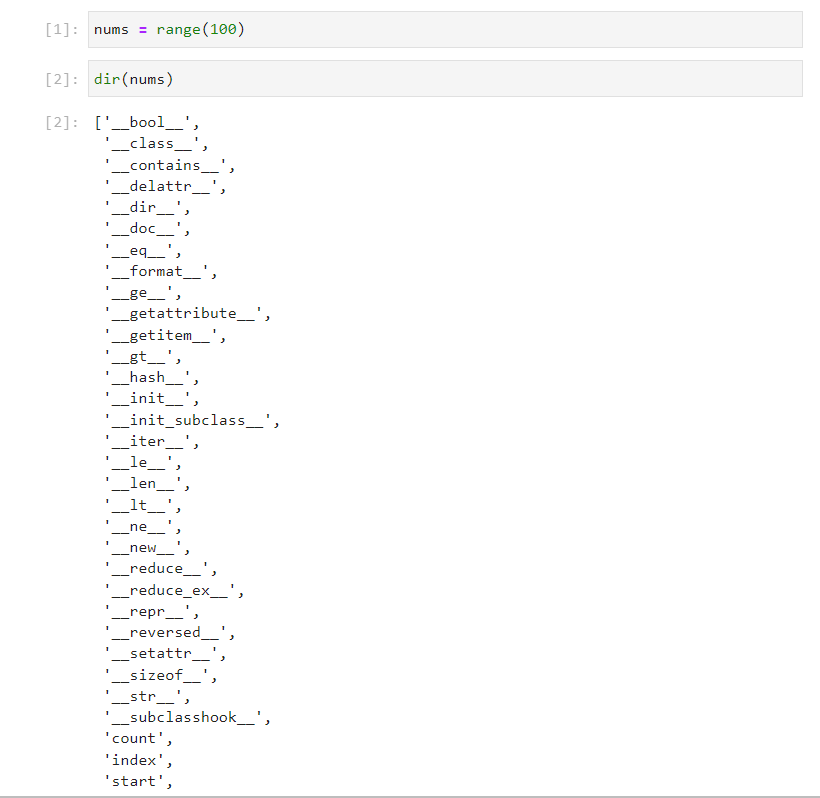 [1]: nums = range(100)
[2]: dir(nums)
[2]: ['__bool__',
'__class__',
'__contains__',
'__delattr__',
'__dir__',
'__doc__',
'__eq__',
'__format__',
'__ge__',
'__getattribute__',
'__getitem__',
'__gt__',
'__hash__',
'__init__',
'__init_subclass__',
'__iter__',
'__le__',
'__len__',
'__lt__',
'__ne__',
'__new__',
'__reduce__',
'__reduce_ex__',
'__repr__',
'__reversed__',
'__setattr__',
'__sizeof__',
'__str__',
'__subclasshook__',
'count',
'index',
'start',